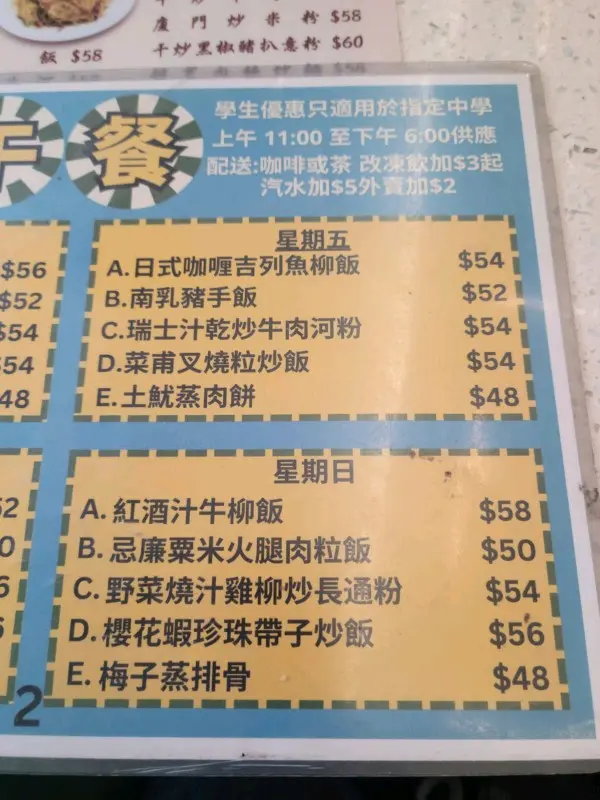 廈門炒米粉 $58
干炒黑椒豬扒意粉 $60
飯 $58
午餐
學生優惠只適用於指定中學
上午 11:00 至下午 6:00供應
配送:咖啡或茶 改凍飲加$3起
汽水加$5外賣加$2
$56
$52
$54
$54
48
星期五
A.日式咖喱吉列魚柳飯 $54
B.南乳豬手飯 $52
C.瑞士汁乾炒牛肉河粉 $54
D.菜甫叉燒粒炒飯 $54
E.土魷蒸肉餅 $48
星期日
A. 紅酒汁牛柳飯 $58
B. 忌廉粟米火腿肉粒飯 $50
C. 野菜燒汁雞柳炒長通粉 $54
D. 櫻花蝦珍珠帶子炒飯 $56
E. 梅子蒸排骨 $48
2